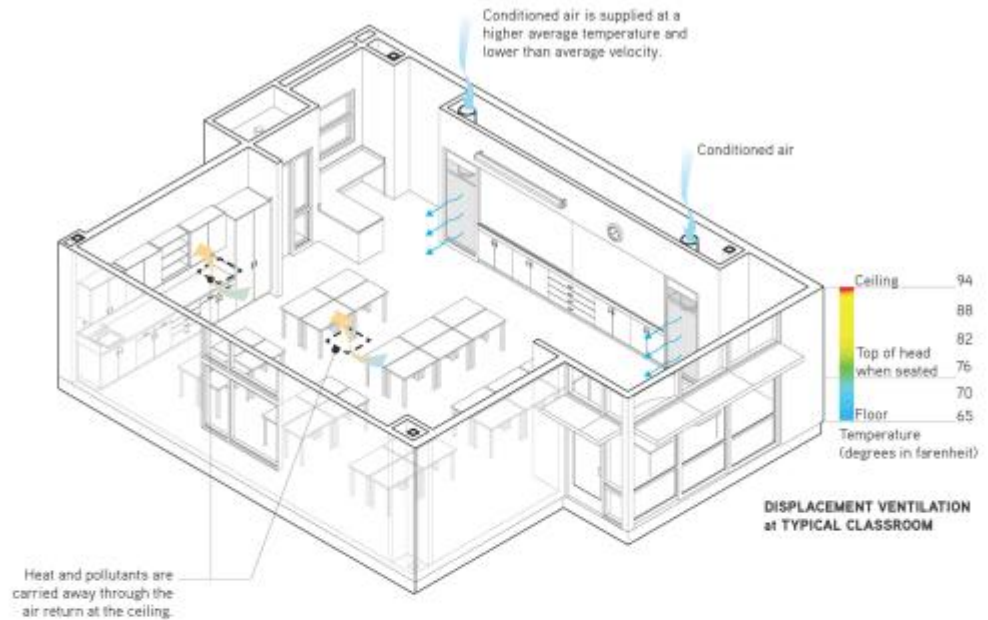 Conditioned air is supplied at a
higher average temperature and
lower than average velocity.
Conditioned air
Ceiling 94
88
82
Top of head
when seated 76
70
Floor 65
Temperature
(degrees in farenheit)
DISPLACEMENT VENTILATION
at TYPICAL CLASSROOM
Heat and pollutants are
carried away through the
air return at the ceiling.